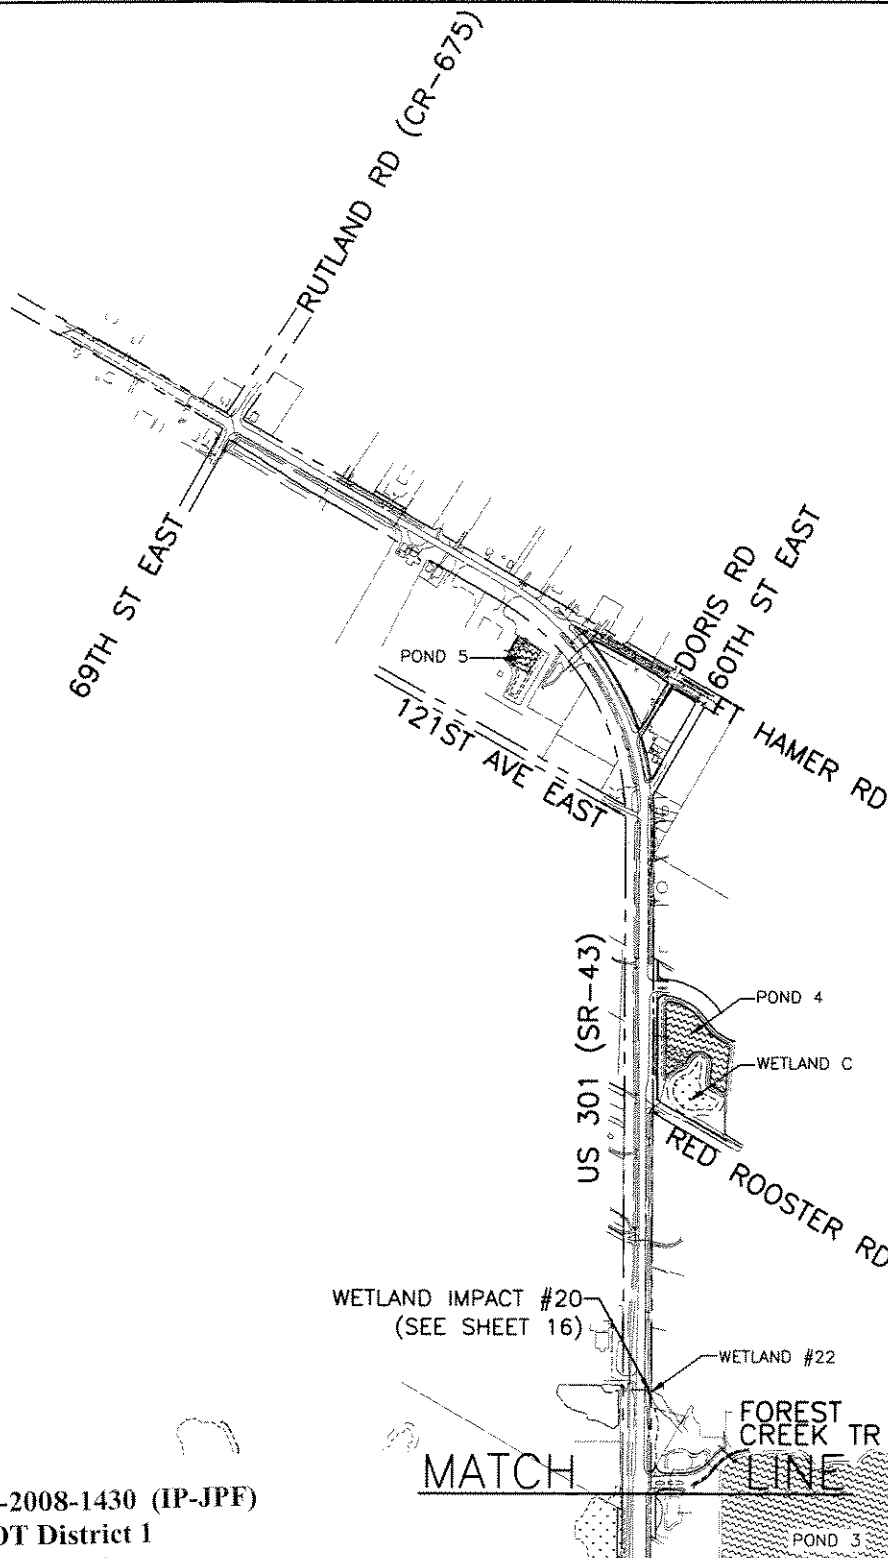 RUTLAND RD (CR-675)
69TH ST EAST
DORIS RD
60TH ST EAST
POND 5
121ST AVE EAST
FT HAMER RD
US 301 (SR-43)
POND 4
WETLAND C
RED ROOSTER RD
WETLAND IMPACT #20
(SEE SHEET 16)
WETLAND #22
FOREST
CREEK TR
MATCH LINE
-2008-1430 (IP-JPF)
OT District 1
POND 3